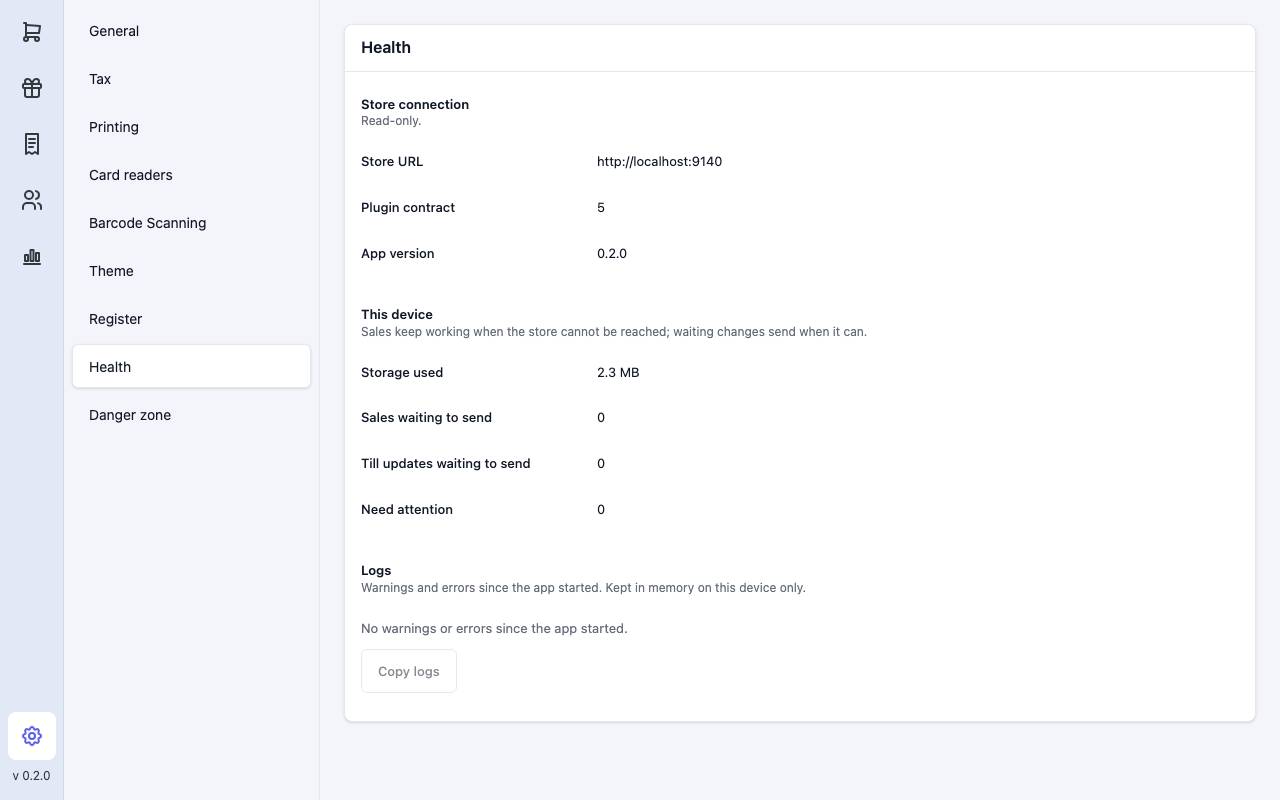 General
Tax
Printing
Card readers
Barcode Scanning
Theme
Register
Health
Danger zone
v 0.2.0
Health
Store connection
Read-only.
Store URL http://localhost:9140
Plugin contract 5
App version 0.2.0
This device
Sales keep working when the store cannot be reached; waiting changes send when it can.
Storage used 2.3 MB
Sales waiting to send 0
Till updates waiting to send 0
Need attention 0
Logs
Warnings and errors since the app started. Kept in memory on this device only.
No warnings or errors since the app started.
Copy logs